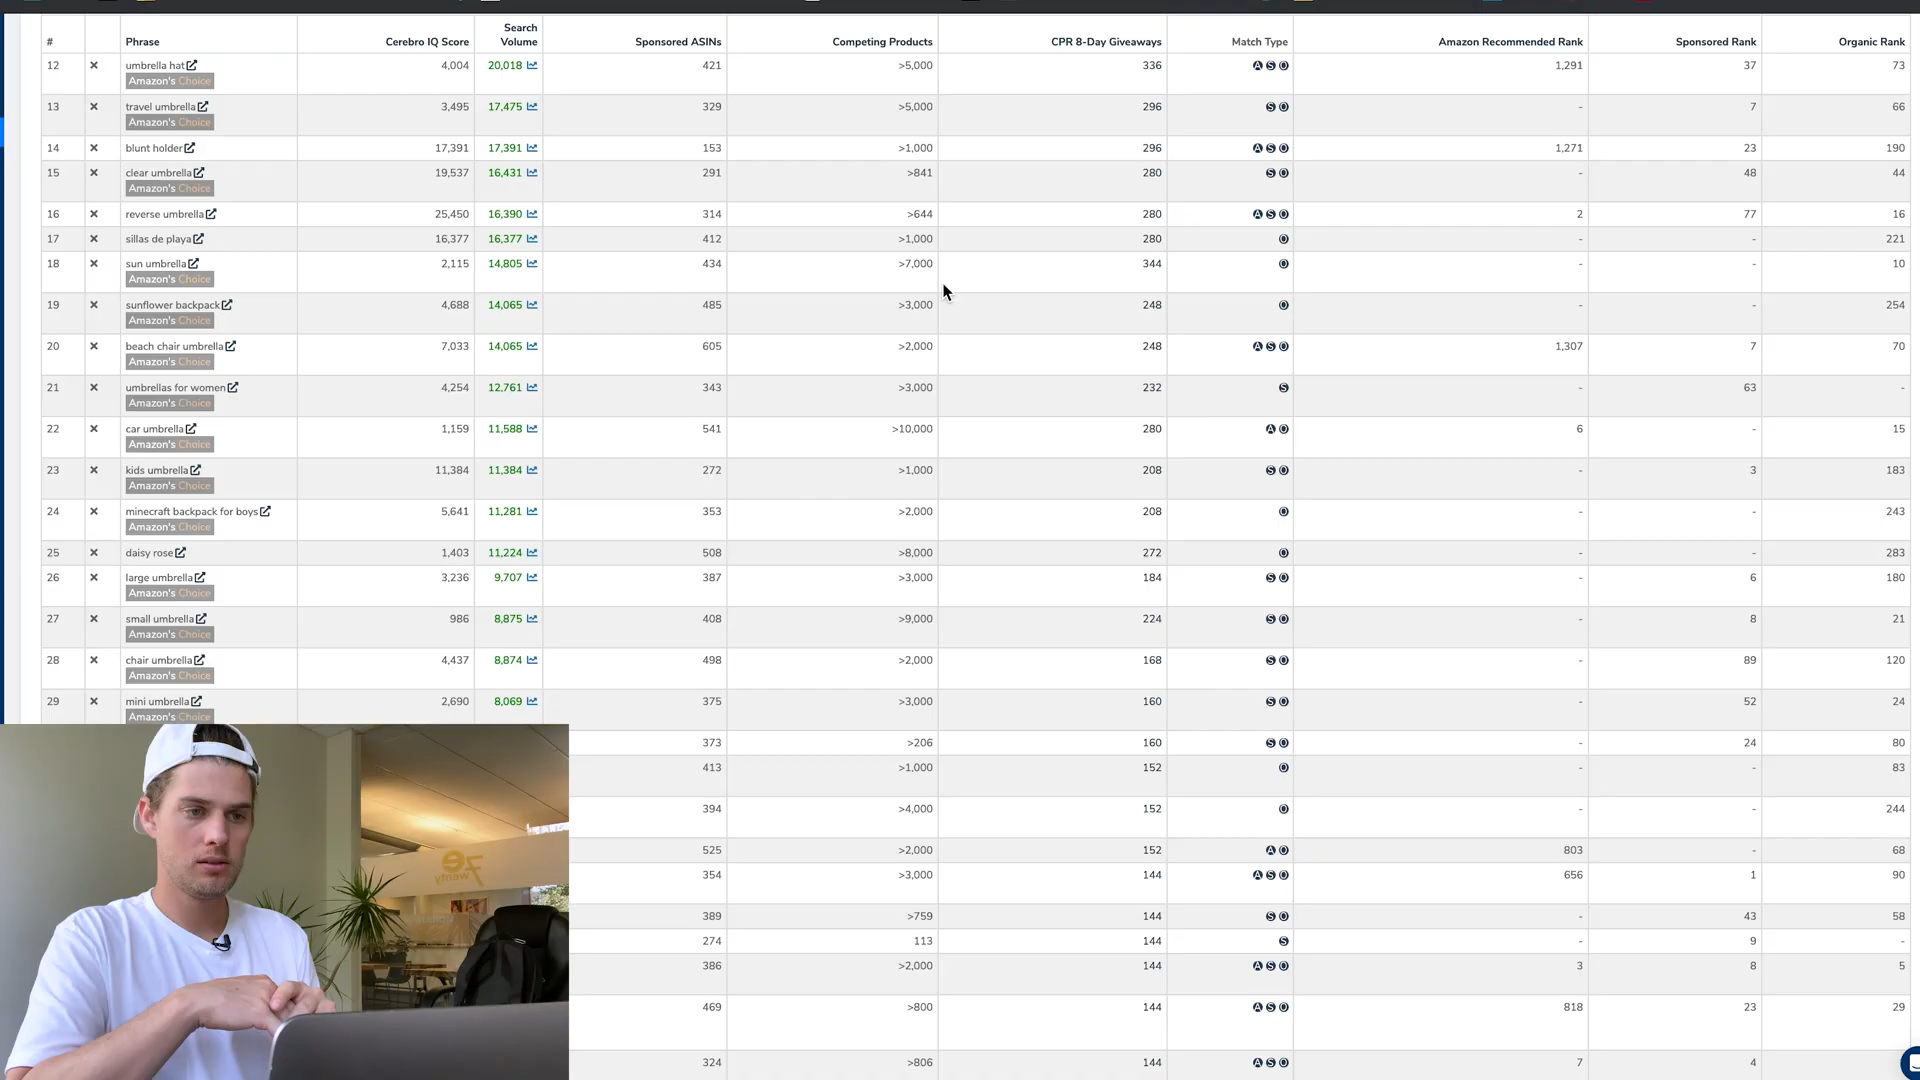 # Phrase Cerebro IQ Score Search Volume Sponsored ASINs Competing Products CPR 8-Day Giveaways Match Type Amazon Recommended Rank Sponsored Rank Organic Rank
12 umbrella hat 4,004 20,018 421 >5,000 336 A S O 1,291 37 73
Amazon's Choice
13 travel umbrella 3,495 17,475 329 >5,000 296 S O - 7 66
Amazon's Choice
14 blunt holder 17,391 17,391 153 >1,000 296 A S O 1,271 23 190
15 clear umbrella 19,537 16,431 291 >841 280 S O - 48 44
Amazon's Choice
16 reverse umbrella 25,450 16,390 314 >644 280 A S O 2 77 16
17 sillas de playa 16,377 16,377 412 >1,000 280 O - - 221
18 sun umbrella 2,115 14,805 434 >7,000 344 O - - 10
Amazon's Choice
19 sunflower backpack 4,688 14,065 485 >3,000 248 O - - 254
Amazon's Choice
20 beach chair umbrella 7,033 14,065 605 >2,000 248 A S O 1,307 7 70
Amazon's Choice
21 umbrellas for women 4,254 12,761 343 >3,000 232 S - 63 -
Amazon's Choice
22 car umbrella 1,159 11,588 541 >10,000 280 A O 6 - 15
Amazon's Choice
23 kids umbrella 11,384 11,384 272 >1,000 208 S O - 3 183
Amazon's Choice
24 minecraft backpack for boys 5,641 11,281 353 >2,000 208 O - - 243
Amazon's Choice
25 daisy rose 1,403 11,224 508 >8,000 272 O - - 283
26 large umbrella 3,236 9,707 387 >3,000 184 S O - 6 180
Amazon's Choice
27 small umbrella 986 8,875 408 >9,000 224 S O - 8 21
Amazon's Choice
28 chair umbrella 4,437 8,874 498 >2,000 168 S O - 89 120
Amazon's Choice
29 mini umbrella 2,690 8,069 375 >3,000 160 S O - 52 24
Amazon's Choice
373 >206 160 S O - 24 80
413 >1,000 152 O - - 83
394 >4,000 152 O - - 244
525 >2,000 152 A O 803 - 68
354 >3,000 144 A S O 656 1 90
389 >759 144 S O - 43 58
274 113 144 S - 9 -
386 >2,000 144 A S O 3 8 5
469 >800 144 A S O 818 23 29
324 >806 144 A S O 7 4